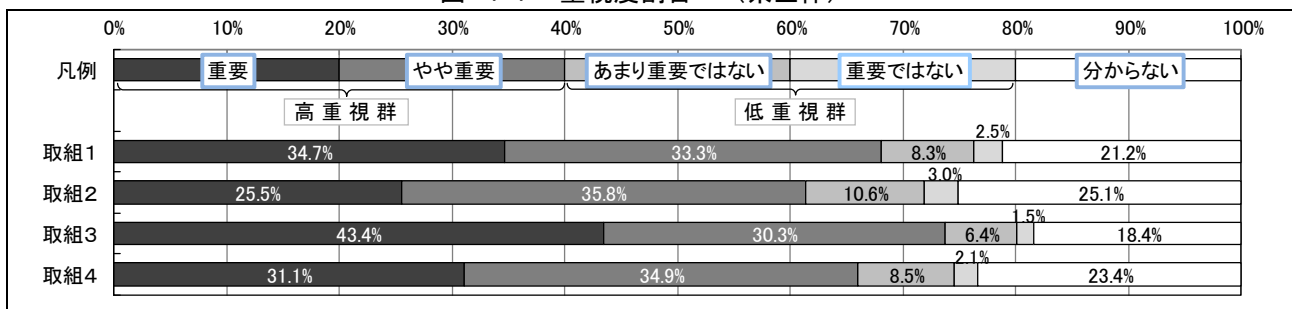 0% 10% 20% 30% 40% 50% 60% 70% 80% 90% 100%
凡例 重要 やや重要 あまり重要ではない 重要ではない 分からない
高重視群 低重視群
2.5%
取組1 34.7% 33.3% 8.3% 21.2%
3.0%
取組2 25.5% 35.8% 10.6% 25.1%
1.5%
取組3 43.4% 30.3% 6.4% 18.4%
2.1%
取組4 31.1% 34.9% 8.5% 23.4%